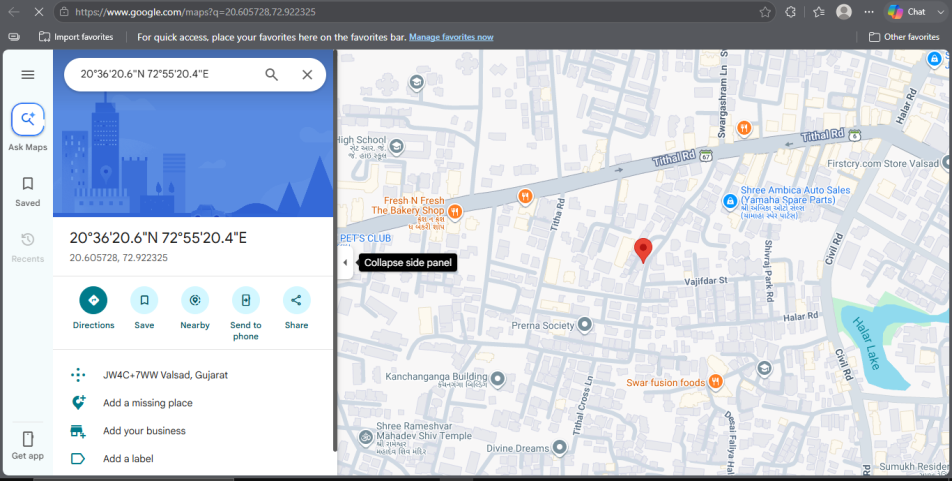 https://www.google.com/maps?q=20.605728,72.922325
Chat
Import favorites
For quick access, place your favorites here on the favorites bar. Manage favorites now
Other favorites
20°36'20.6"N 72°55'20.4"E
Ask Maps
Saved
Recents
Get app
20°36'20.6"N 72°55'20.4"E
20.605728, 72.922325
Directions
Save
Nearby
Send to
phone
Share
JW4C+7WW Valsad, Gujarat
Add a missing place
Add your business
Add a label
Collapse side panel
Swargashram Ln
Halar Rd
Tithal Rd
6
Tithal Rd
67
High School
Firstcry.com Store Valsad
Fresh N Fresh
The Bakery Shop
Titha Rd
Shree Ambica Auto Sales
(Yamaha Spre Parts)
PET'S CLUB
Civil Rd
Shivraj Park Rd
Vajifdar St
Halar Rd
Prerna Society
Halar Lake
Civil Rd
Kanchanganga Building
Swar fusion foods
Tithal Cross Ln
Desai Faliya Hal
Shree Rameshvar
Mahadev Shiv Temple
Divine Dreams
Sumukh Residen